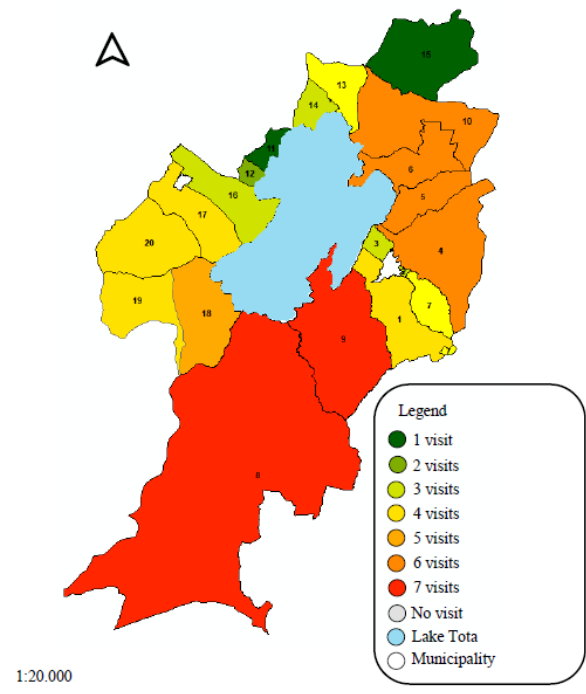 15
13
14
10
11
6
12
5
16
17
3
4
20
19
7
18
1
9
8
Legend
1 visit
2 visits
3 visits
4 visits
5 visits
6 visits
7 visits
No visit
Lake Tota
Municipality
1:20.000